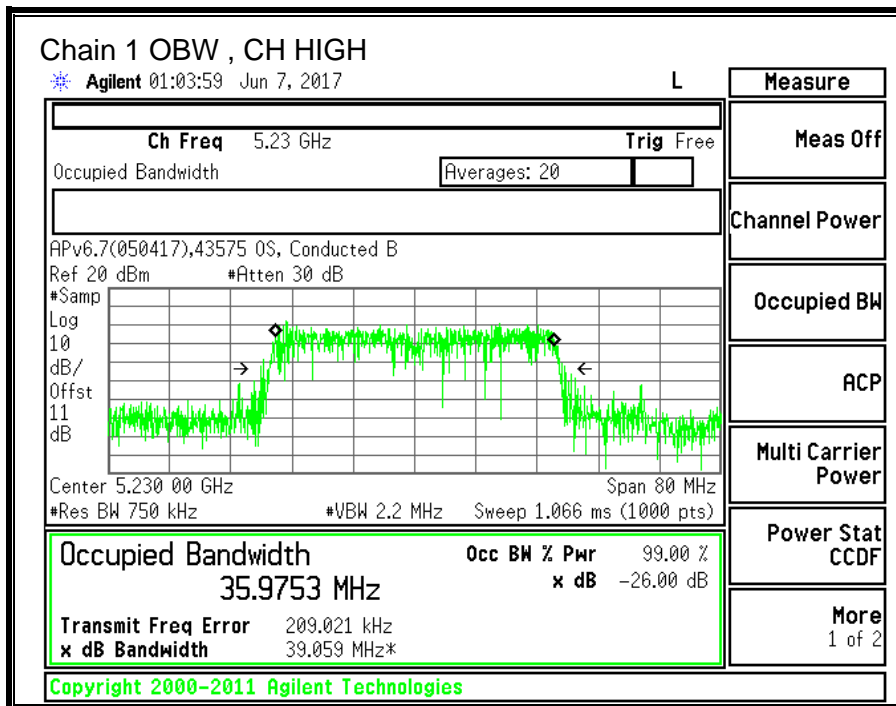 Chain 1 OBW , CH HIGH
Agilent 01:03:59 Jun 7, 2017 L
Measure
Ch Freq 5.23 GHz Trig Free
Occupied Bandwidth Averages: 20
Meas Off
Channel Power
Occupied BW
ACP
Multi Carrier
Power
Power Stat
CCDF
More
1 of 2
APv6.7(050417),43575 OS, Conducted B
Ref 20 dBm #Atten 30 dB
#Samp
Log
10
dB/
Offst
11
dB
Center 5.230 00 GHz Span 80 MHz
#Res BW 750 kHz #VBW 2.2 MHz Sweep 1.066 ms (1000 pts)
Occupied Bandwidth
35.9753 MHz
Occ BW % Pwr 99.00 %
x dB -26.00 dB
Transmit Freq Error 209.021 kHz
x dB Bandwidth 39.059 MHz*
Copyright 2000-2011 Agilent Technologies